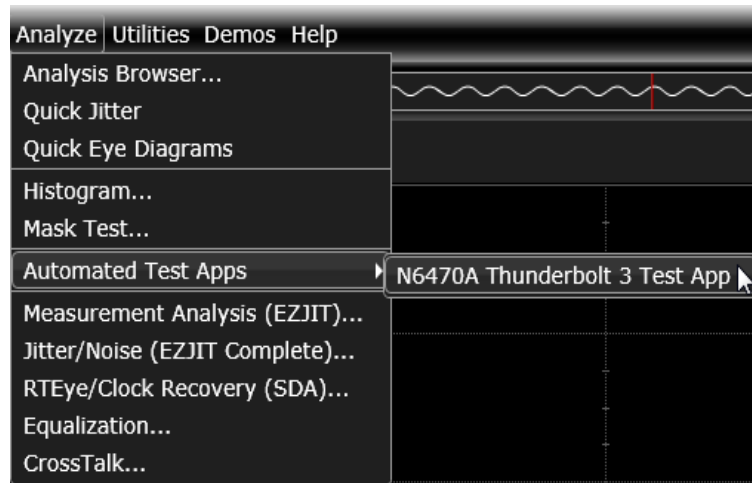 Analyze Utilities Demos Help
Analysis Browser...
Quick Jitter
Quick Eye Diagrams
Histogram...
Mask Test...
Automated Test Apps
N6470A Thunderbolt 3 Test App
Measurement Analysis (EZJIT)...
Jitter/Noise (EZJIT Complete)...
RTEye/Clock Recovery (SDA)...
Equalization...
CrossTalk...